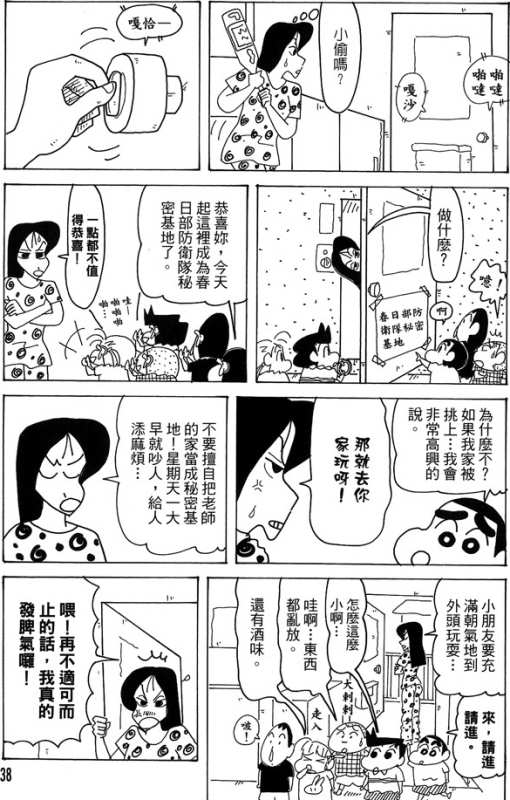 啪噠
啪噠
嘎沙
小偷嗎？
嘎恰一
噫！
做什麼？
啊
春日部防
衛隊秘密
基地
恭喜妳，今天
起這裡成為春
日部防衛隊秘
密基地了。
啪啪啪
啪
哇
一點都不值
得恭喜！
為什麼不？
如果我家被
挑上…我會
非常高興的
說。
那就去你
家玩呀！
不要擅自把老師
的家當成秘密基
地！星期天一大
早就吵人，給人
添麻煩…
小朋友要充
滿朝氣地到
外頭玩耍…
來，請進
請進。
大剌剌
走入
怎麼這麼
小啊…
哇啊…東西
都亂放。
還有酒味。
喂！再不適可而
止的話，我真的
發脾氣囉！
38